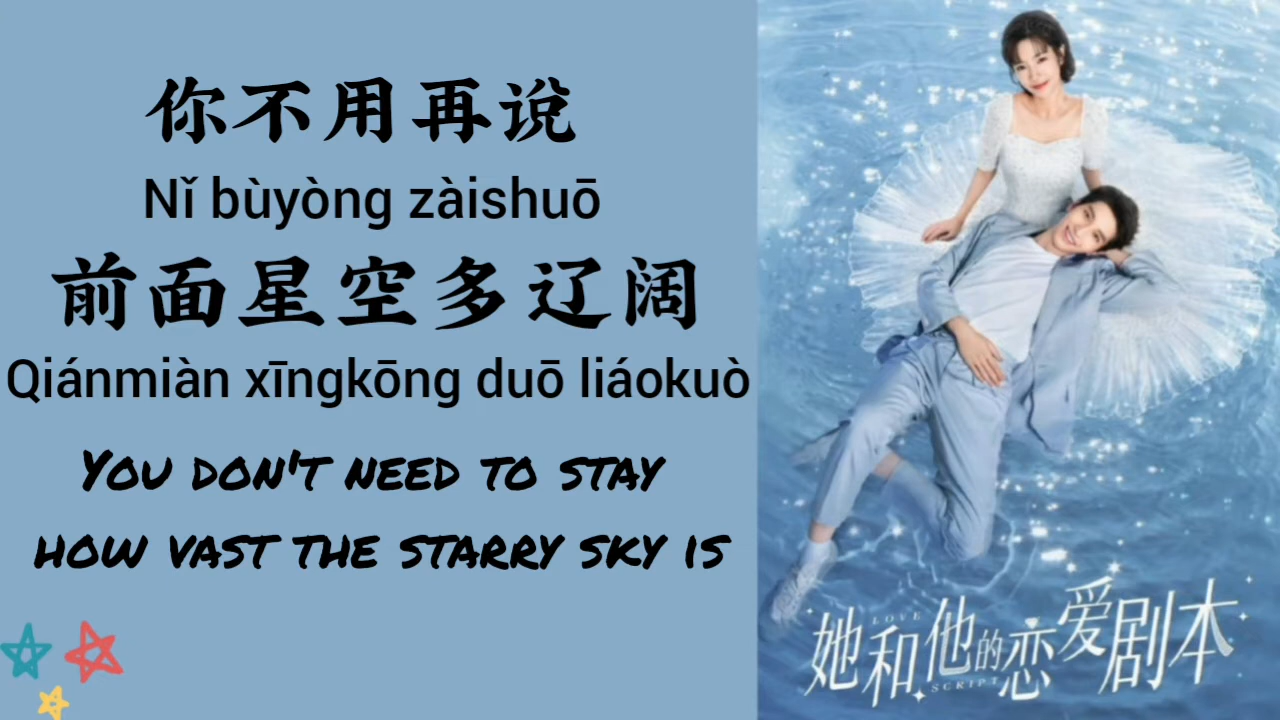 你不用再说
Nǐ bùyòng zàishuō
前面星空多辽阔
Qiánmiàn xīngkōng duō liáokuò
You don't need to stay
how vast the starry sky is
她和他的恋爱剧本
LOVE
SCRIPT